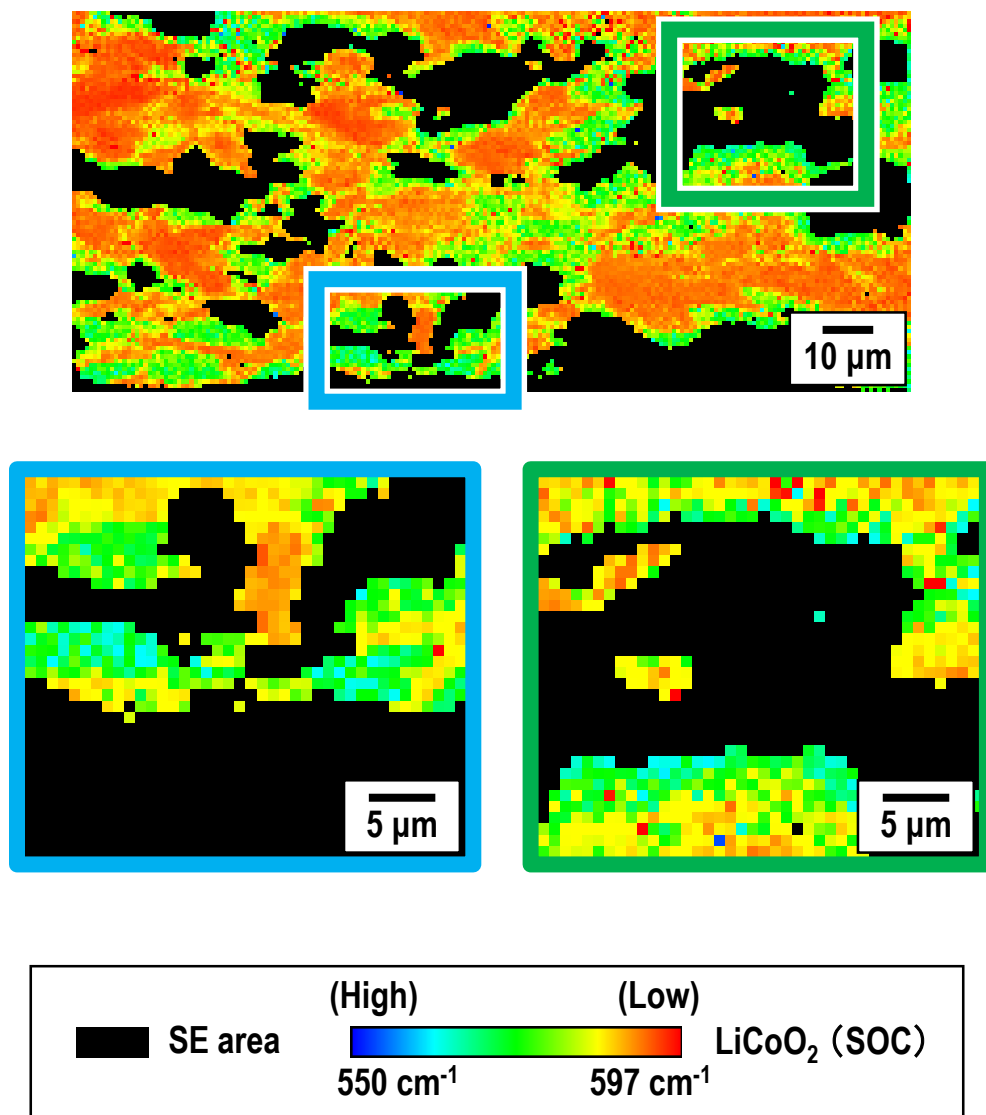 10 µm
5 µm
5 µm
(High) (Low)
SE area LiCoO₂（SOC）
550 cm⁻¹ 597 cm⁻¹